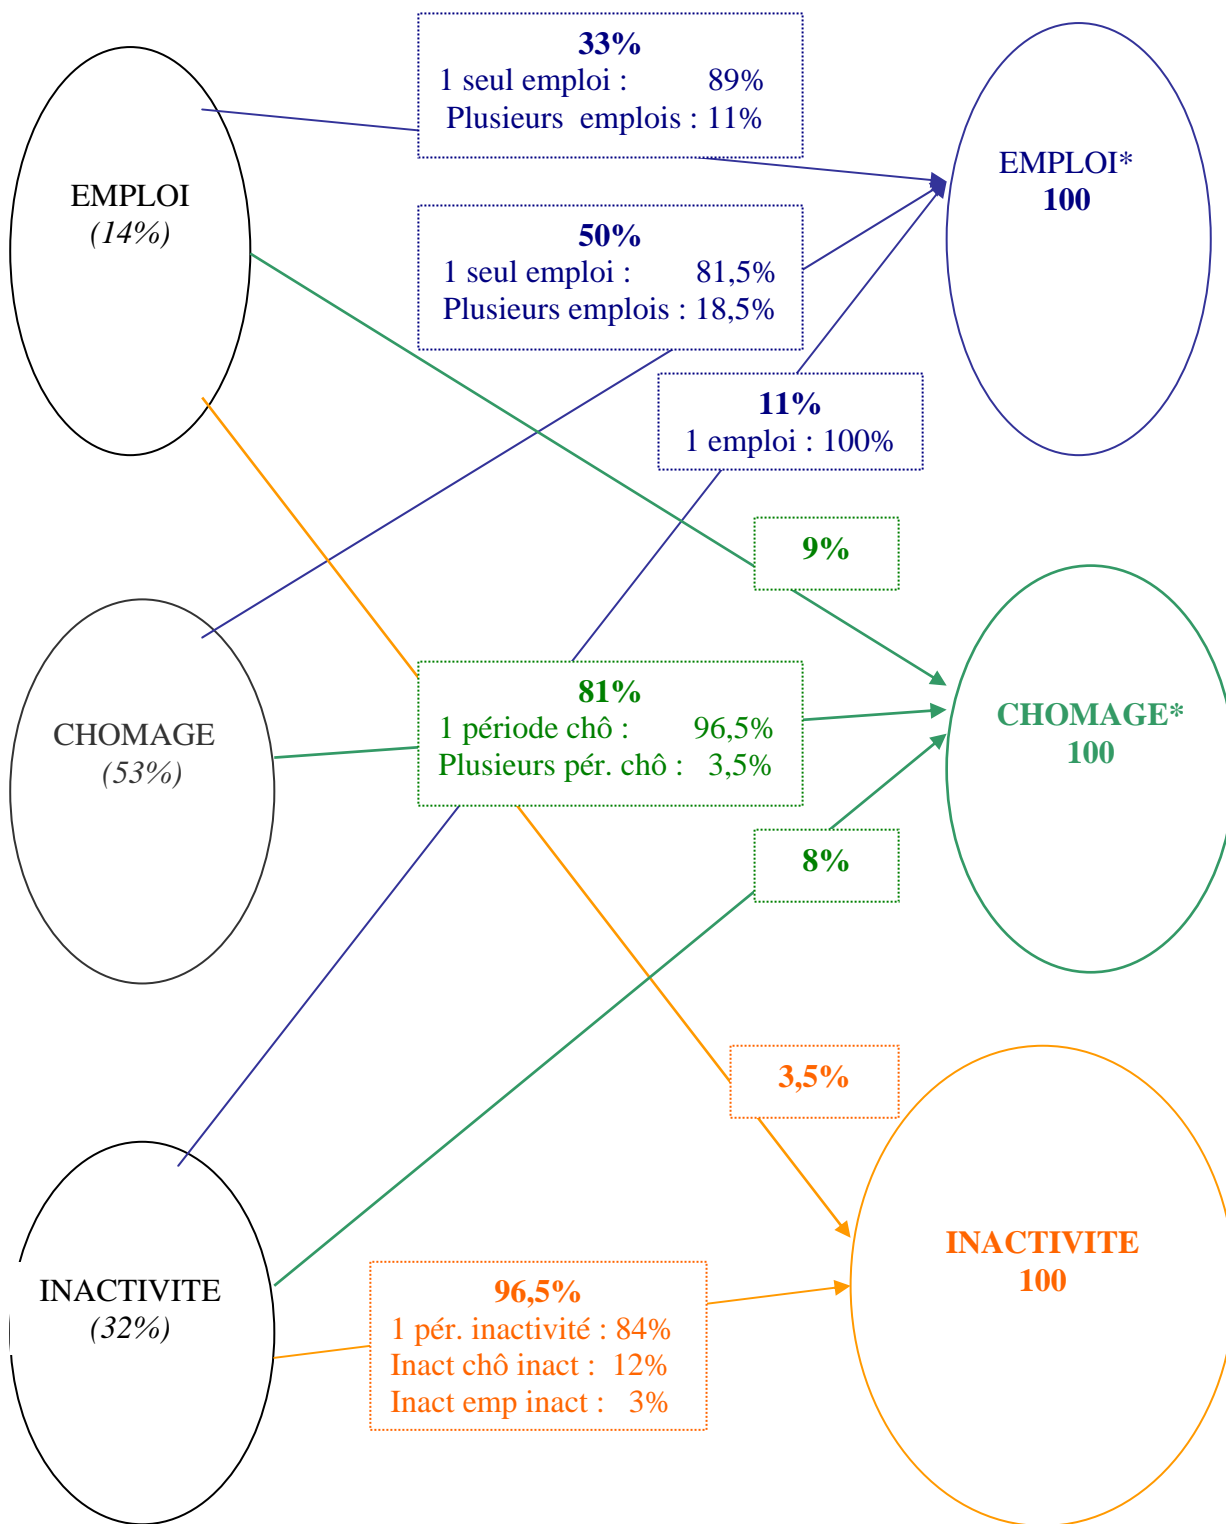 33%
1 seul emploi : 89%
Plusieurs emplois : 11%
EMPLOI
(14%)
EMPLOI*
100
50%
1 seul emploi : 81,5%
Plusieurs emplois : 18,5%
11%
1 emploi : 100%
9%
CHOMAGE
(53%)
81%
1 période chô : 96,5%
Plusieurs pér. chô : 3,5%
CHOMAGE*
100
8%
3,5%
INACTIVITE
(32%)
96,5%
1 pér. inactivité : 84%
Inact chô inact : 12%
Inact emp inact : 3%
INACTIVITE
100